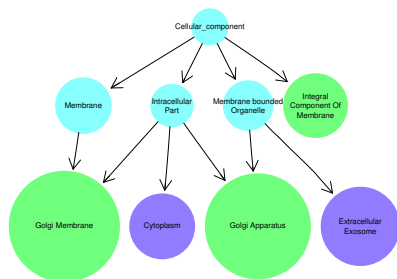 Cellular_component
Membrane
Intracellular
Part
Membrane bounded
Organelle
Integral
Component Of
Membrane
Golgi Membrane
Cytoplasm
Golgi Apparatus
Extracellular
Exosome